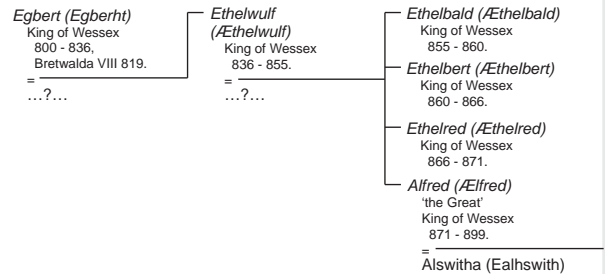 Egbert (Egberht)
King of Wessex
800 - 836,
Bretwalda VIII 819.
=
...?...
Ethelwulf
(Æthelwulf)
King of Wessex
836 - 855.
=
...?...
Ethelbald (Æthelbald)
King of Wessex
855 - 860.
Ethelbert (Æthelbert)
King of Wessex
860 - 866.
Ethelred (Æthelred)
King of Wessex
866 - 871.
Alfred (Ælfred)
‘the Great’
King of Wessex
871 - 899.
=
Alswitha (Ealhswith)